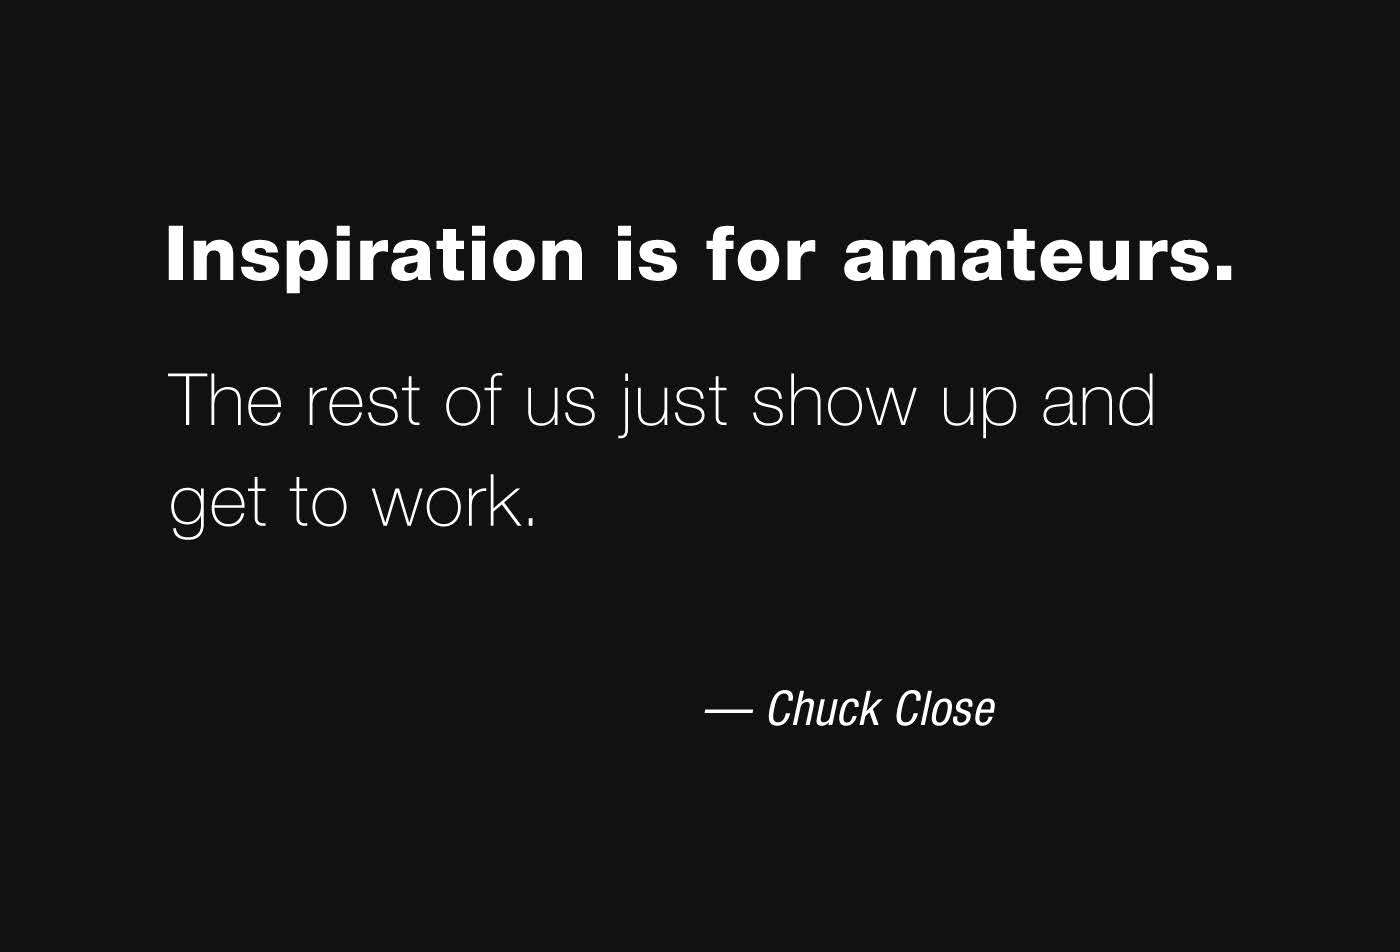 Inspiration is for amateurs.
The rest of us just show up and
get to work.
— Chuck Close